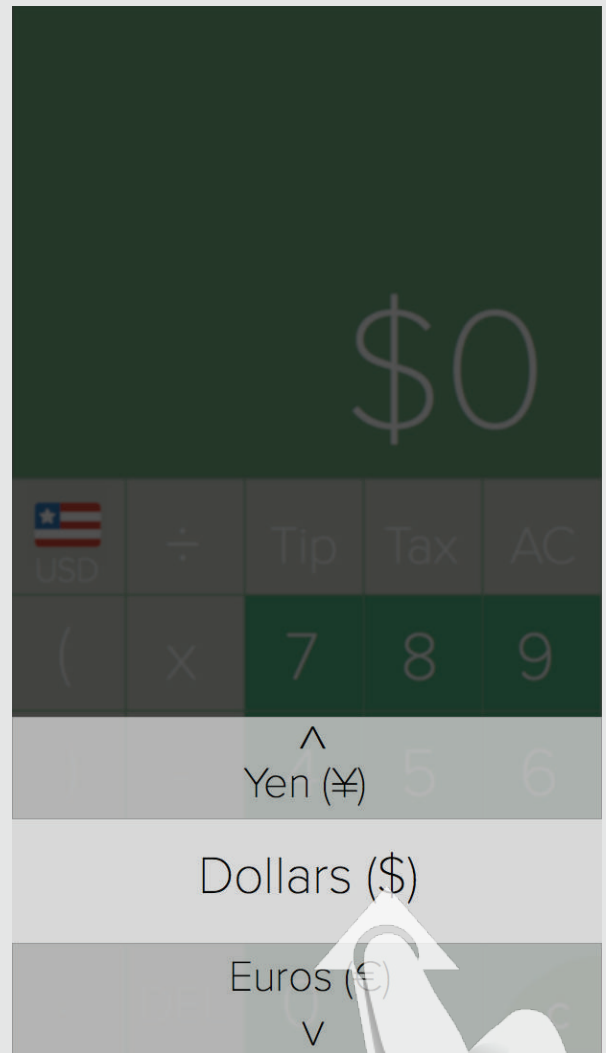 $0
÷ Tip Tax AC
USD
( x 7 8 9
Yen (¥) 5 6
Dollars ($)
Euros (€)